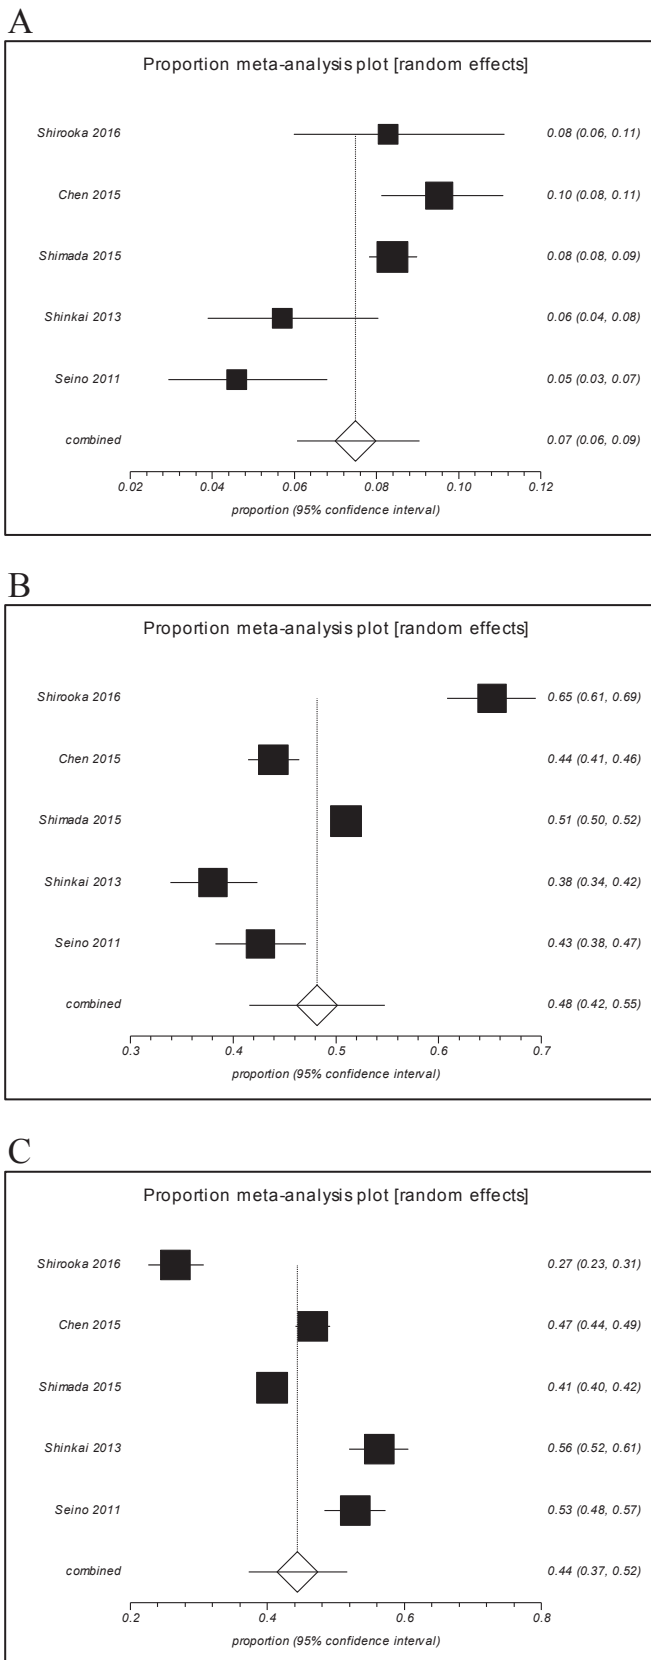 A
Proportion meta-analysis plot [random effects]
Shirooka 2016 0.08 (0.06, 0.11)
Chen 2015 0.10 (0.08, 0.11)
Shimada 2015 0.08 (0.08, 0.09)
Shinkai 2013 0.06 (0.04, 0.08)
Seino 2011 0.05 (0.03, 0.07)
combined 0.07 (0.06, 0.09)
0.02 0.04 0.06 0.08 0.10 0.12
proportion (95% confidence interval)
B
Proportion meta-analysis plot [random effects]
Shirooka 2016 0.65 (0.61, 0.69)
Chen 2015 0.44 (0.41, 0.46)
Shimada 2015 0.51 (0.50, 0.52)
Shinkai 2013 0.38 (0.34, 0.42)
Seino 2011 0.43 (0.38, 0.47)
combined 0.48 (0.42, 0.55)
0.3 0.4 0.5 0.6 0.7
proportion (95% confidence interval)
C
Proportion meta-analysis plot [random effects]
Shirooka 2016 0.27 (0.23, 0.31)
Chen 2015 0.47 (0.44, 0.49)
Shimada 2015 0.41 (0.40, 0.42)
Shinkai 2013 0.56 (0.52, 0.61)
Seino 2011 0.53 (0.48, 0.57)
combined 0.44 (0.37, 0.52)
0.2 0.4 0.6 0.8
proportion (95% confidence interval)